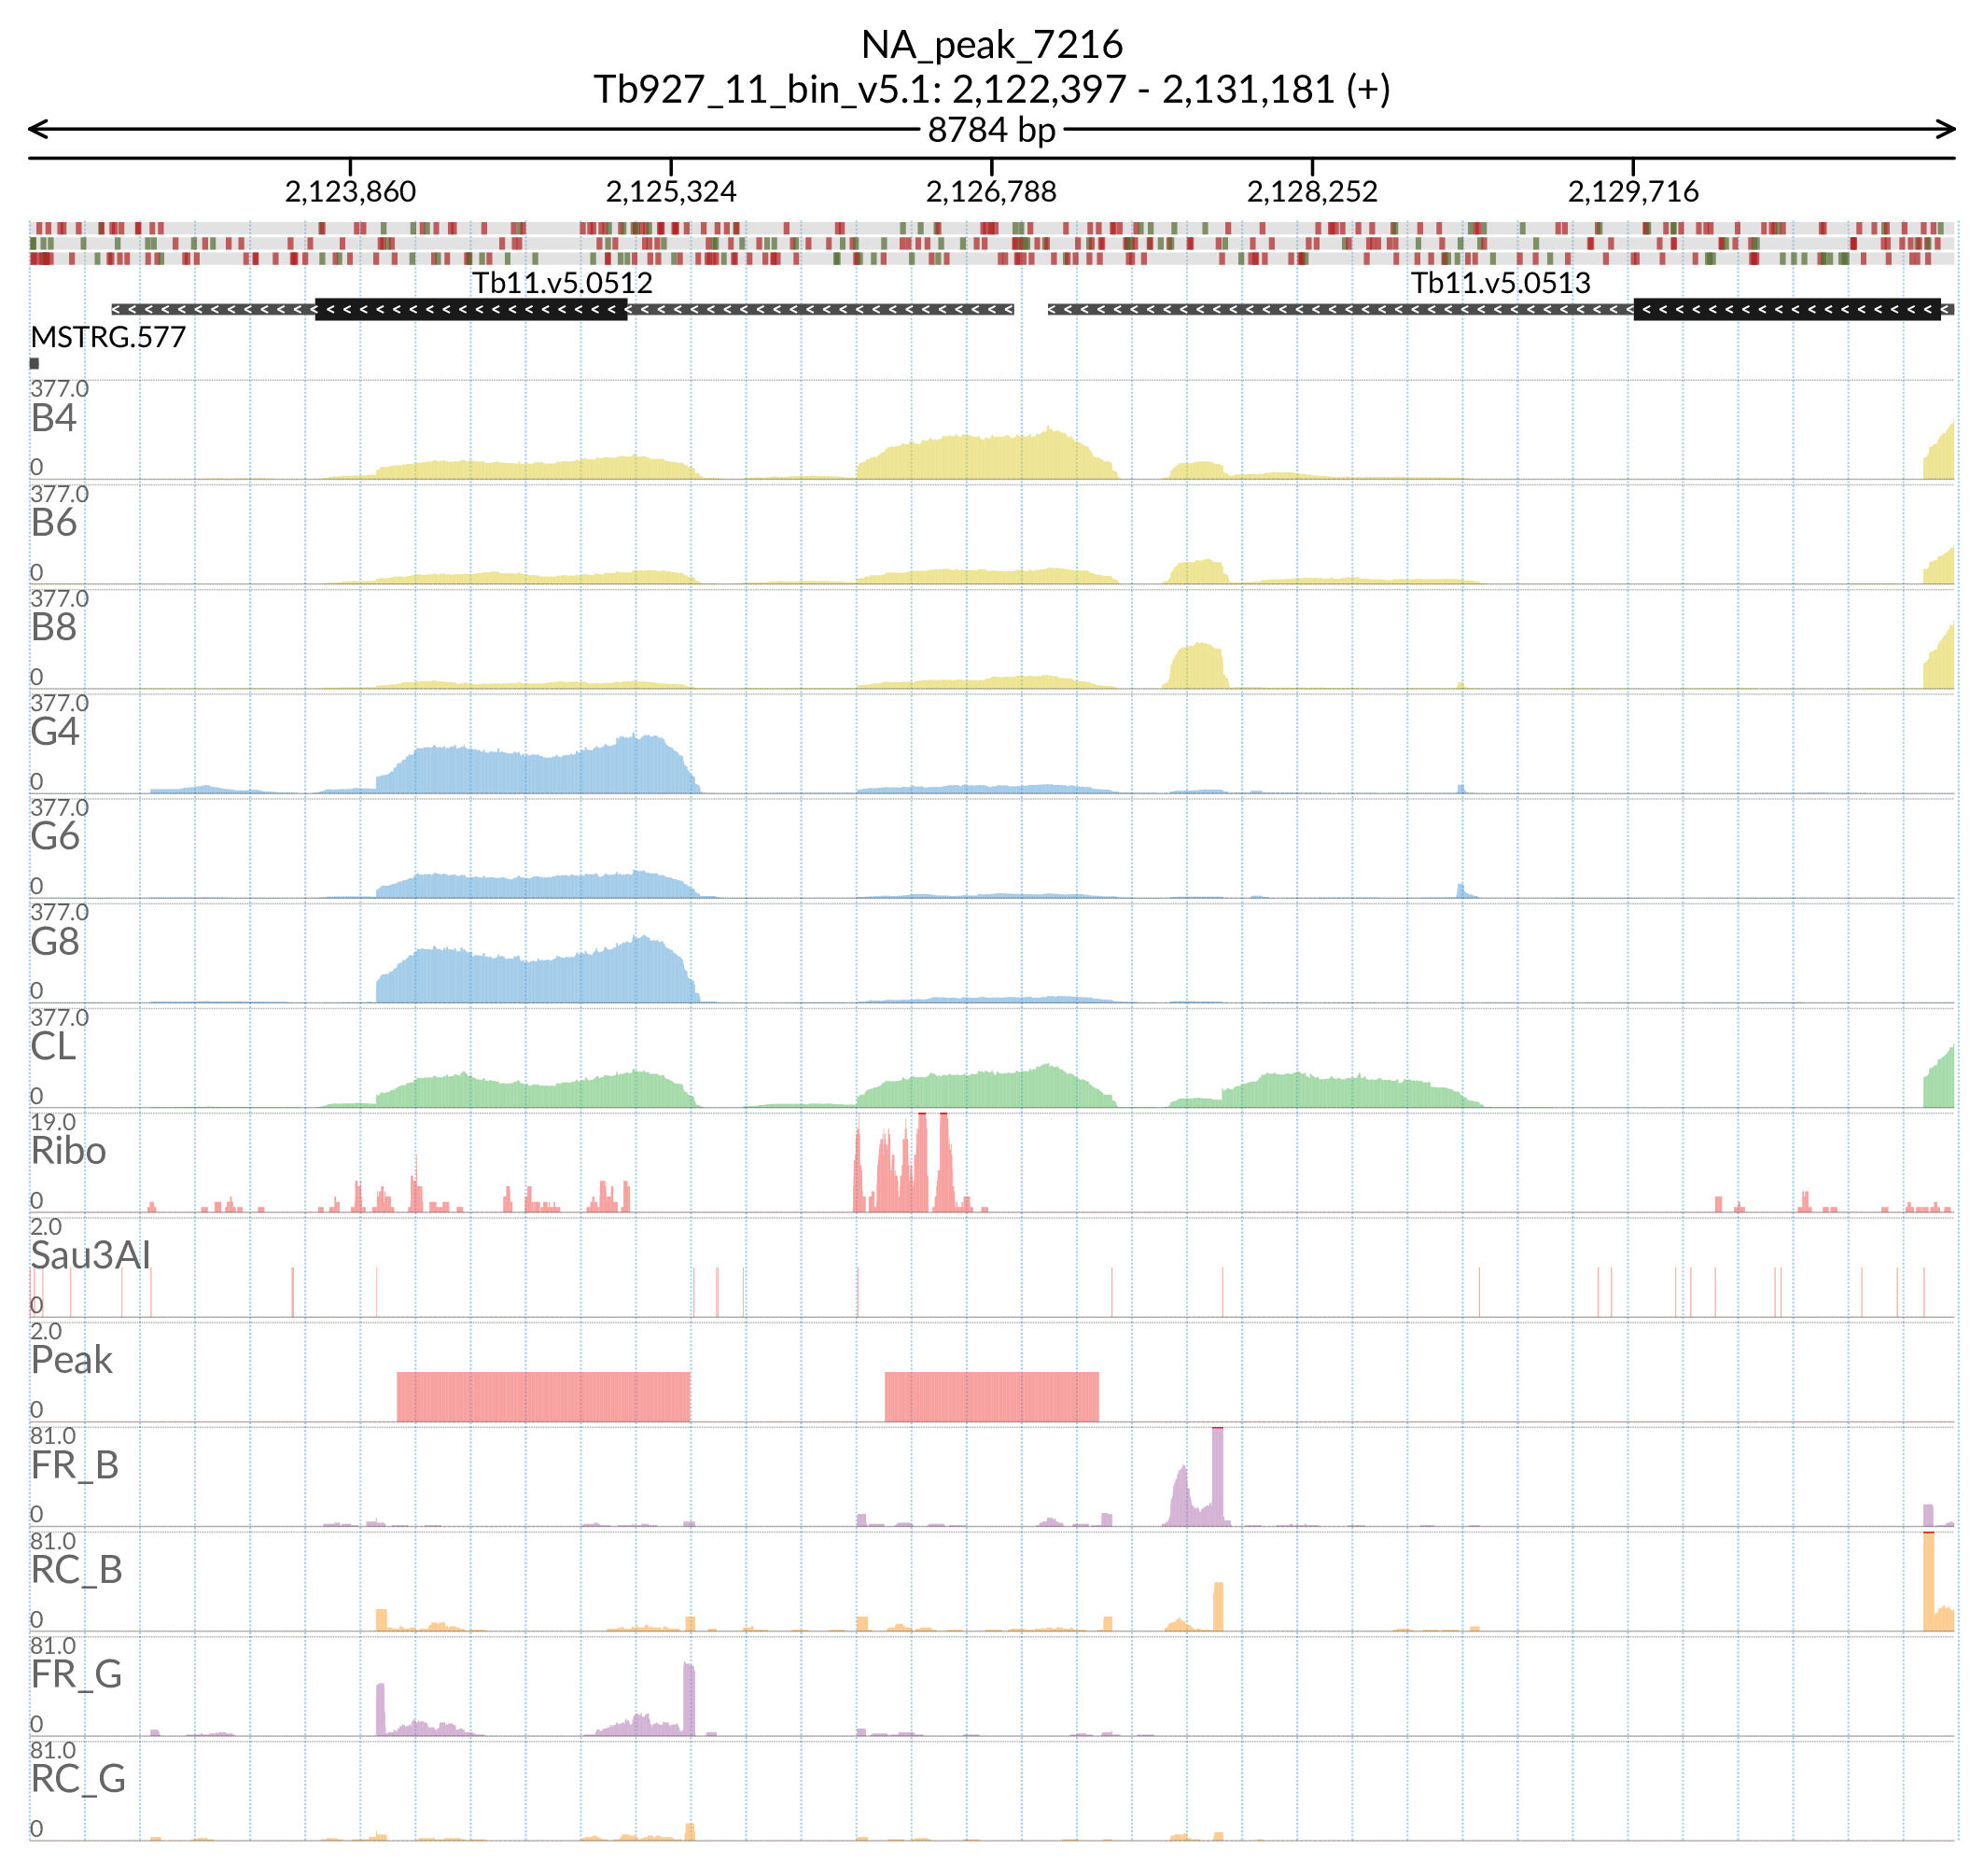 NA_peak_7216
Tb927_11_bin_v5.1: 2,122,397 - 2,131,181 (+)
8784 bp
2,123,860 2,125,324 2,126,788 2,128,252 2,129,716
Tb11.v5.0512 Tb11.v5.0513
MSTRG.577
377.0
B4
0
377.0
B6
0
377.0
B8
0
377.0
G4
0
377.0
G6
0
377.0
G8
0
377.0
CL
0
19.0
Ribo
0
2.0
Sau3AI
0
2.0
Peak
0
81.0
FR_B
0
81.0
RC_B
0
81.0
FR_G
0
81.0
RC_G
0